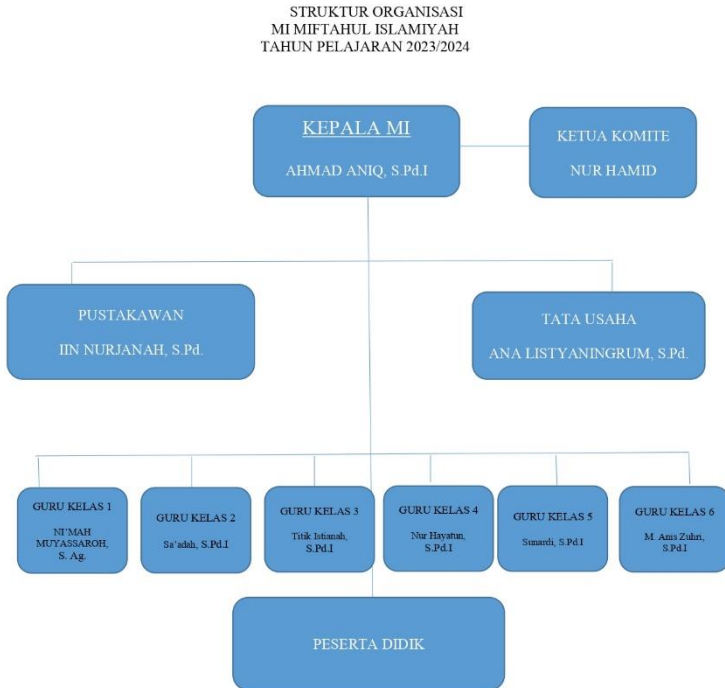 STRUKTUR ORGANISASI
MI MIFTAHUL ISLAMIYAH
TAHUN PELAJARAN 2023/2024
KEPALA MI
AHMAD ANIQ, S.Pd.I
KETUA KOMITE
NUR HAMID
PUSTAKAWAN
IIN NURJANAH, S.Pd.
TATA USAHA
ANA LISTYANINGRUM, S.Pd.
GURU KELAS 1
NI'MAH
MUYASSAROH,
S. Ag.
GURU KELAS 2
Sa'adah, S.Pd.I
GURU KELAS 3
Titik Istianah,
S.Pd.I
GURU KELAS 4
Nur Hayatun,
S.Pd.I
GURU KELAS 5
Sunardi, S.Pd.I
GURU KELAS 6
M. Anis Zuhri,
S.Pd.I
PESERTA DIDIK